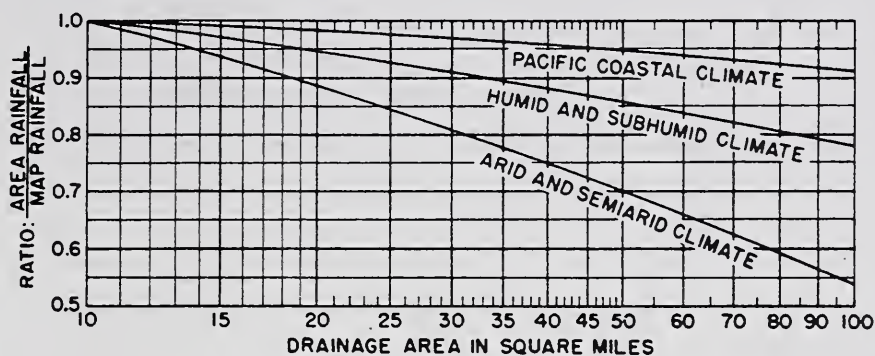 RATIO: AREA RAINFALL
MAP RAINFALL
1.0
0.9
0.8
0.7
0.6
0.5
PACIFIC COASTAL CLIMATE
HUMID AND SUBHUMID CLIMATE
ARID AND SEMIARID CLIMATE
10 15 20 25 30 35 40 45 50 60 70 80 90 100
DRAINAGE AREA IN SQUARE MILES